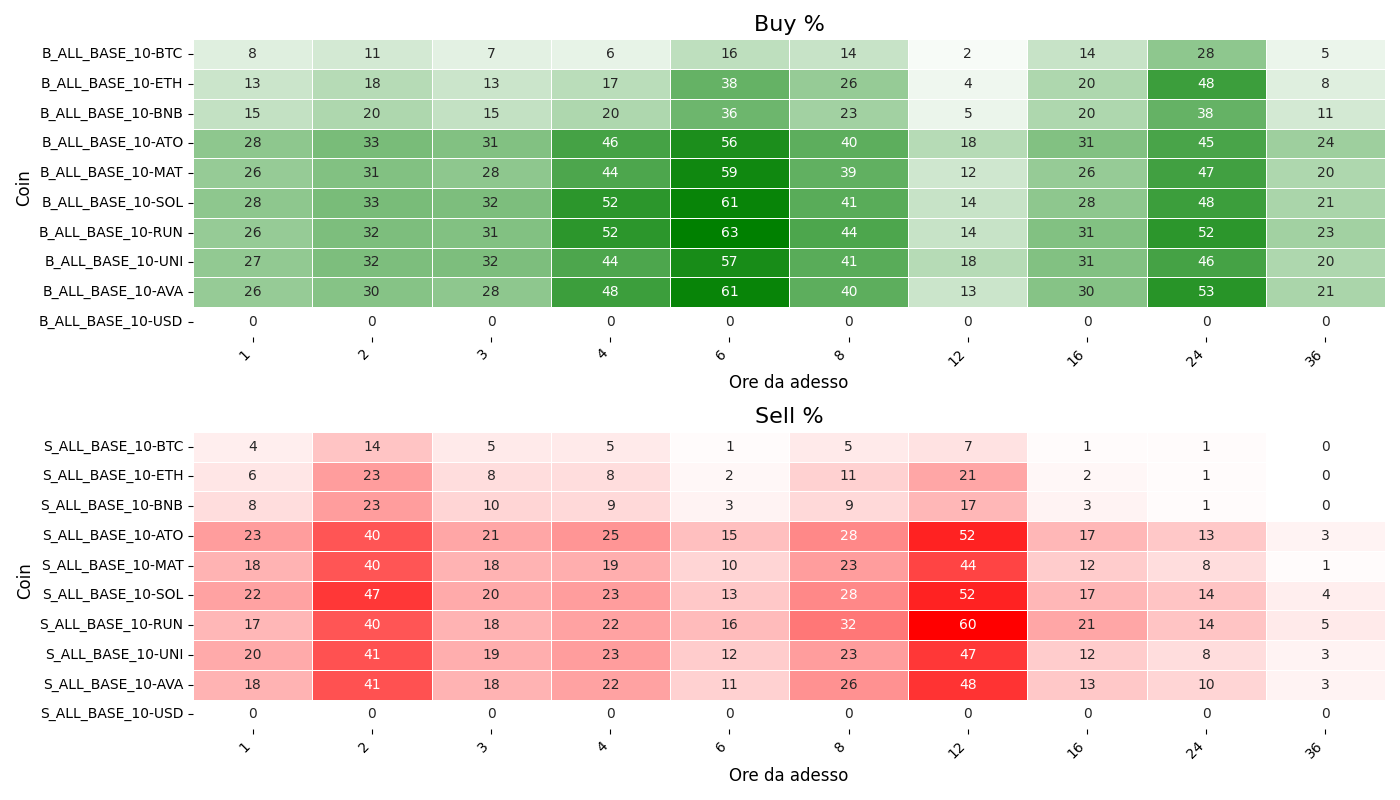 Buy %
Coin
B_ALL_BASE_10-BTC 8 11 7 6 16 14 2 14 28 5
B_ALL_BASE_10-ETH 13 18 13 17 38 26 4 20 48 8
B_ALL_BASE_10-BNB 15 20 15 20 36 23 5 20 38 11
B_ALL_BASE_10-ATO 28 33 31 46 56 40 18 31 45 24
B_ALL_BASE_10-MAT 26 31 28 44 59 39 12 26 47 20
B_ALL_BASE_10-SOL 28 33 32 52 61 41 14 28 48 21
B_ALL_BASE_10-RUN 26 32 31 52 63 44 14 31 52 23
B_ALL_BASE_10-UNI 27 32 32 44 57 41 18 31 46 20
B_ALL_BASE_10-AVA 26 30 28 48 61 40 13 30 53 21
B_ALL_BASE_10-USD 0 0 0 0 0 0 0 0 0 0
1 2 3 4 6 8 12 16 24 36
Ore da adesso
Sell %
Coin
S_ALL_BASE_10-BTC 4 14 5 5 1 5 7 1 1 0
S_ALL_BASE_10-ETH 6 23 8 8 2 11 21 2 1 0
S_ALL_BASE_10-BNB 8 23 10 9 3 9 17 3 1 0
S_ALL_BASE_10-ATO 23 40 21 25 15 28 52 17 13 3
S_ALL_BASE_10-MAT 18 40 18 19 10 23 44 12 8 1
S_ALL_BASE_10-SOL 22 47 20 23 13 28 52 17 14 4
S_ALL_BASE_10-RUN 17 40 18 22 16 32 60 21 14 5
S_ALL_BASE_10-UNI 20 41 19 23 12 23 47 12 8 3
S_ALL_BASE_10-AVA 18 41 18 22 11 26 48 13 10 3
S_ALL_BASE_10-USD 0 0 0 0 0 0 0 0 0 0
1 2 3 4 6 8 12 16 24 36
Ore da adesso